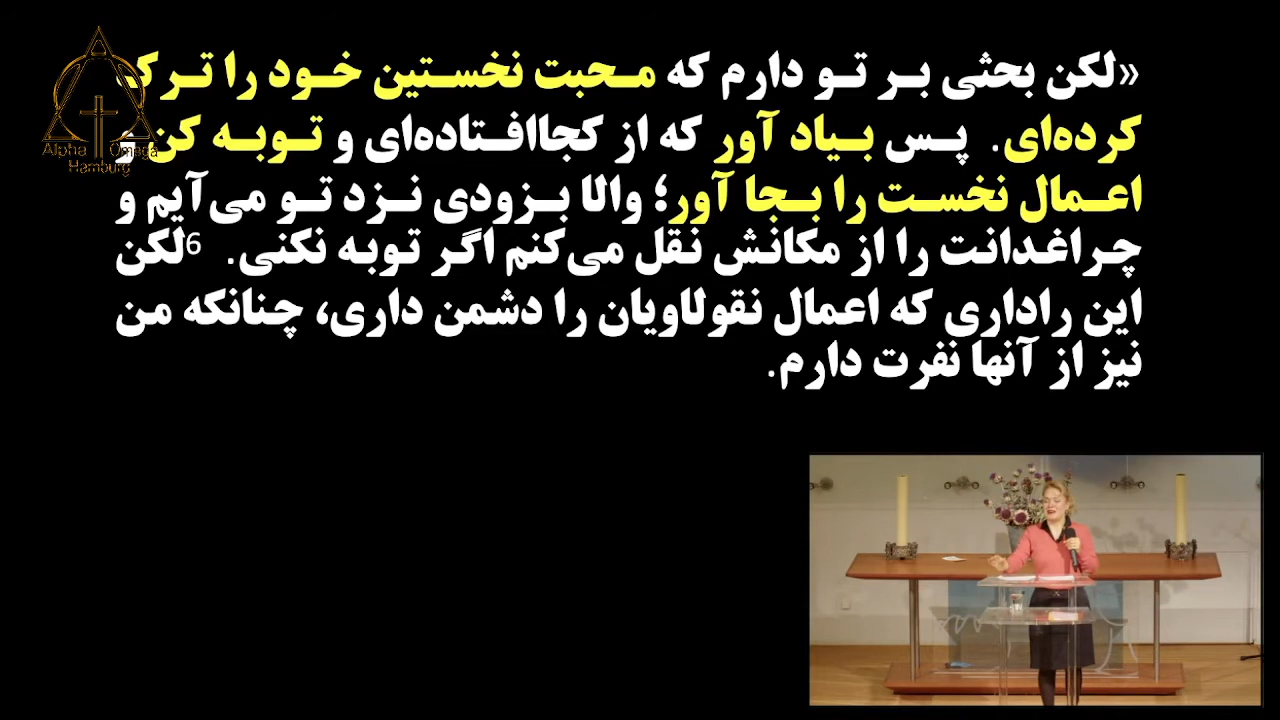 «لکن بحثی بر تو دارم که محبت نخستین خود را ترک
کرده‌ای. پس بیاد آور که از کجاافتاده‌ای و توبه کن و
اعمال نخست را بجا آور؛ والا بزودی نزد تو می‌آیم و
چراغدانت را از مکانش نقل می‌کنم اگر توبه نکنی. 6لکن
این راداری که اعمال نقولاویان را دشمن داری، چنانکه من
نیز از آنها نفرت دارم.
Alpha Omega
Hamburg